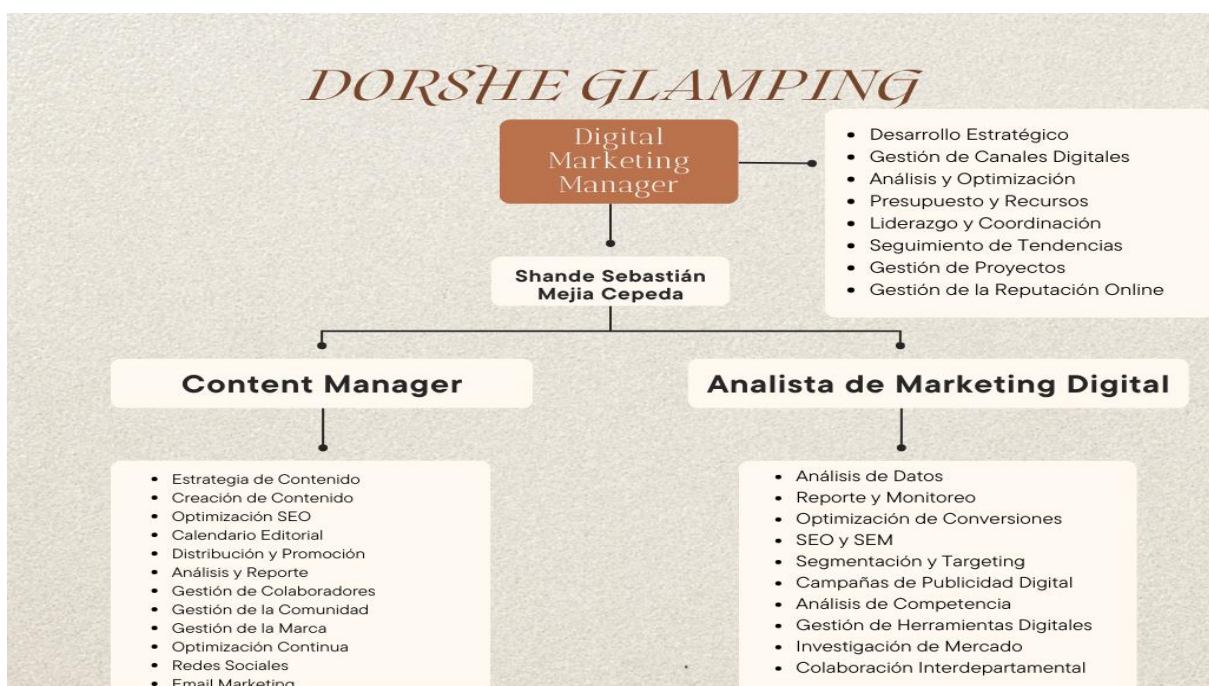 DORSHE GLAMPING
Digital
Marketing
Manager
• Desarrollo Estratégico
• Gestión de Canales Digitales
• Análisis y Optimización
• Presupuesto y Recursos
• Liderazgo y Coordinación
• Seguimiento de Tendencias
• Gestión de Proyectos
• Gestión de la Reputación Online
Shande Sebastián
Mejia Cepeda
Content Manager
• Estrategia de Contenido
• Creación de Contenido
• Optimización SEO
• Calendario Editorial
• Distribución y Promoción
• Análisis y Reporte
• Gestión de Colaboradores
• Gestión de la Comunidad
• Gestión de la Marca
• Optimización Continua
• Redes Sociales
• Email Marketing
Analista de Marketing Digital
• Análisis de Datos
• Reporte y Monitoreo
• Optimización de Conversiones
• SEO y SEM
• Segmentación y Targeting
• Campañas de Publicidad Digital
• Análisis de Competencia
• Gestión de Herramientas Digitales
• Investigación de Mercado
• Colaboración Interdepartamental